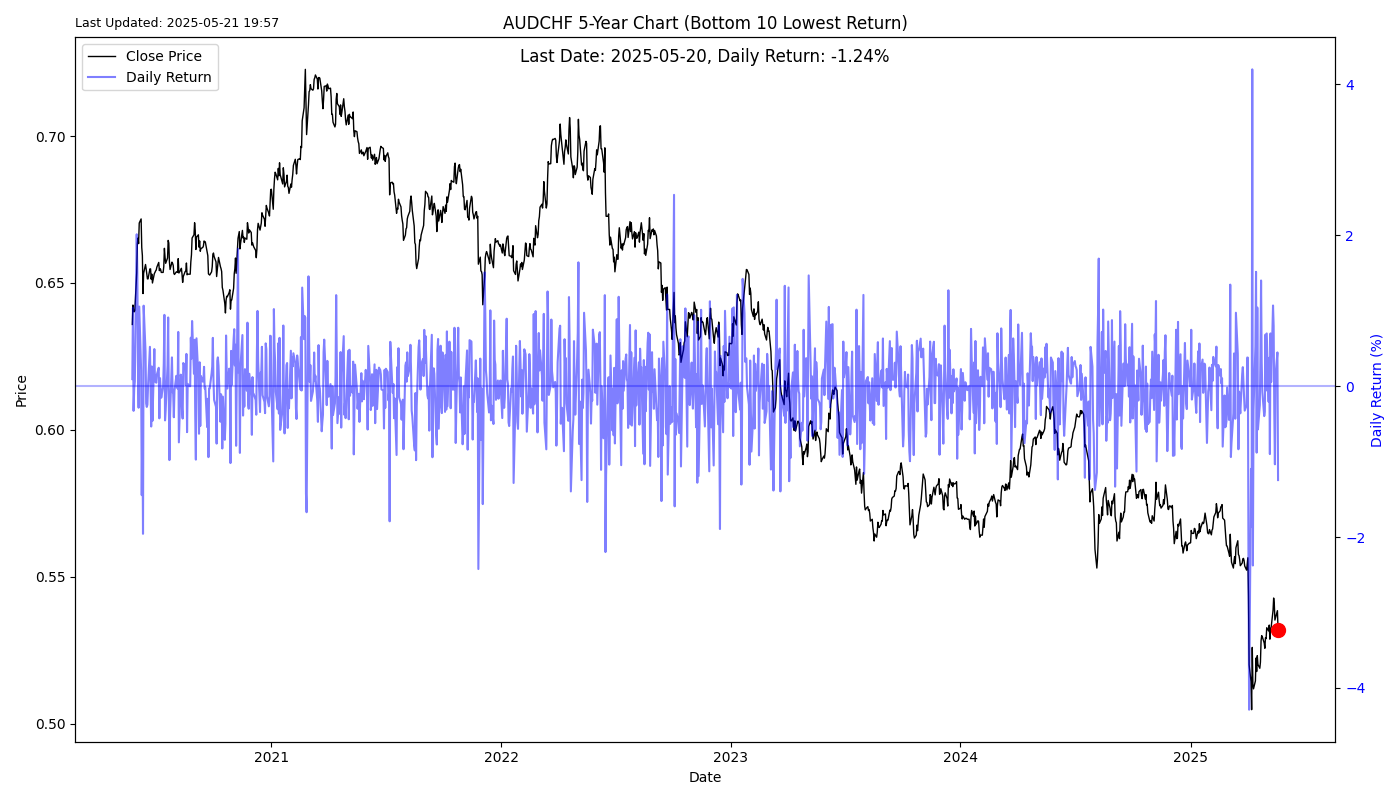 Last Updated: 2025-05-21 19:57
AUDCHF 5-Year Chart (Bottom 10 Lowest Return)
Last Date: 2025-05-20, Daily Return: -1.24%
Close Price
Daily Return
0.70
0.65
0.60
0.55
0.50
Price
4
2
0
−2
−4
Daily Return (%)
2021
2022
2023
2024
2025
Date